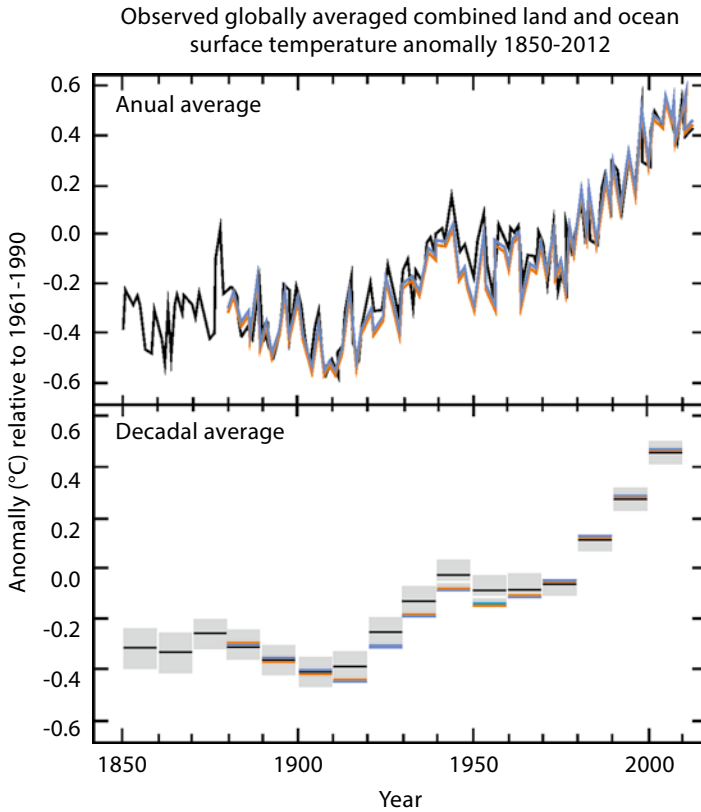 Observed globally averaged combined land and ocean
surface temperature anomally 1850-2012
Anual average
0.6
0.4
0.2
0.0
-0.2
-0.4
-0.6
Anomally (°C) relative to 1961-1990
Decadal average
0.6
0.4
0.2
0.0
-0.2
-0.4
-0.6
1850 1900 1950 2000
Year